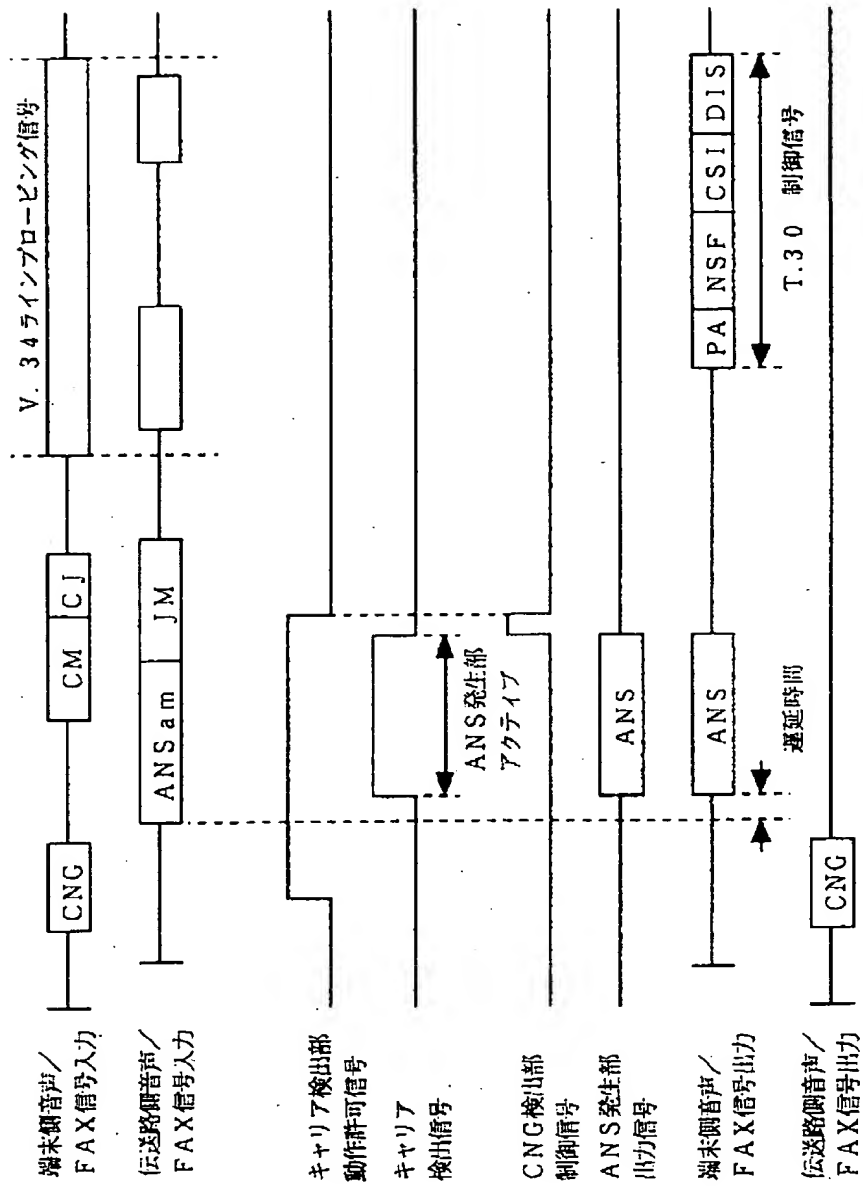 端末側音声／
FAX信号入力
CNG
CM
CJ
V.34ラインプロービング信号
伝送路側音声／
FAX信号入力
ANSam
JM
キャリア検出部
動作許可信号
キャリア
検出信号
ANS発生部
アクティブ
CNG検出部
制御信号
ANS発生部
出力信号
ANS
端末側音声／
FAX信号出力
ANS
PA
NSF
CSI
DIS
遅延時間
T.30 制御信号
伝送路側音声／
FAX信号出力
CNG